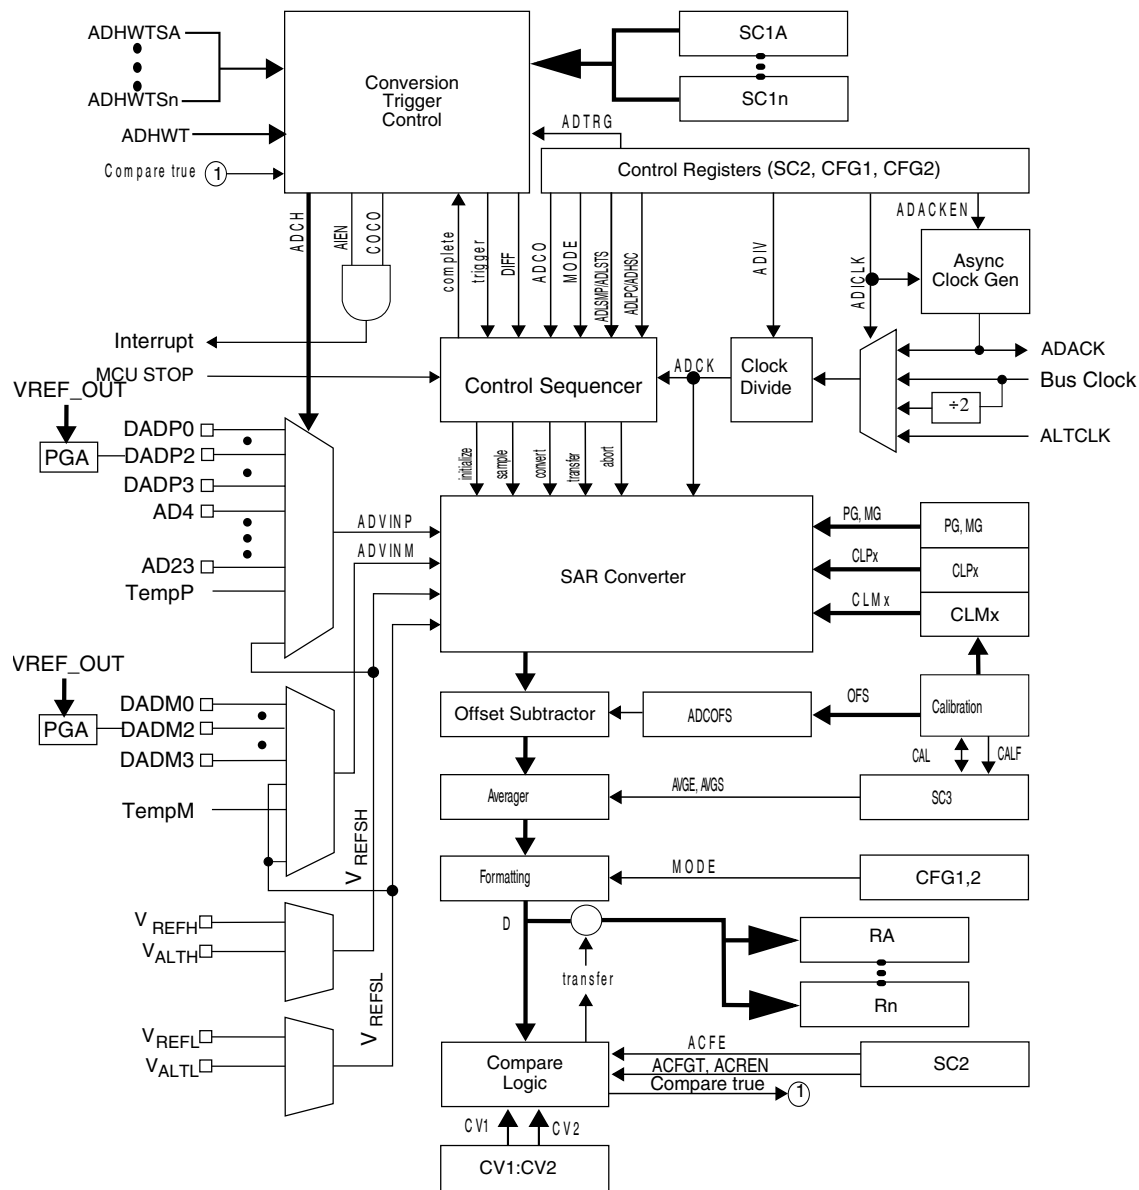 ADHWTSA
ADHWTSn
ADHWT
Compare true 1
Conversion
Trigger
Control
SC1A
SC1n
ADTRG
Control Registers (SC2, CFG1, CFG2)
ADCH
AIEN
COCO
complete
trigger
DIFF
ADCO
MODE
ADLSMP/ADLSTS
ADLPC/ADHSC
ADIV
ADICLK
ADACKEN
Async
Clock Gen
Interrupt
MCU STOP
Control Sequencer
ADCK
Clock
Divide
ADACK
Bus Clock
÷2
ALTCLK
VREF_OUT
PGA
DADP0
DADP2
DADP3
AD4
AD23
TempP
initialize
sample
convert
transfer
abort
ADVINP
ADVINM
SAR Converter
PG, MG
PG, MG
CLPx
CLPx
CLMx
CLMx
VREF_OUT
PGA
DADM0
DADM2
DADM3
TempM
Offset Subtractor
ADCOFS
OFS
Calibration
CAL
CALF
Averager
AVGE, AVGS
SC3
VREFSH
Formatting
MODE
CFG1,2
D
VREFH
VALTH
RA
Rn
transfer
VREFSL
VREFL
VALTL
Compare
Logic
ACFE
ACFGT, ACREN
Compare true
1
SC2
CV1
CV2
CV1:CV2